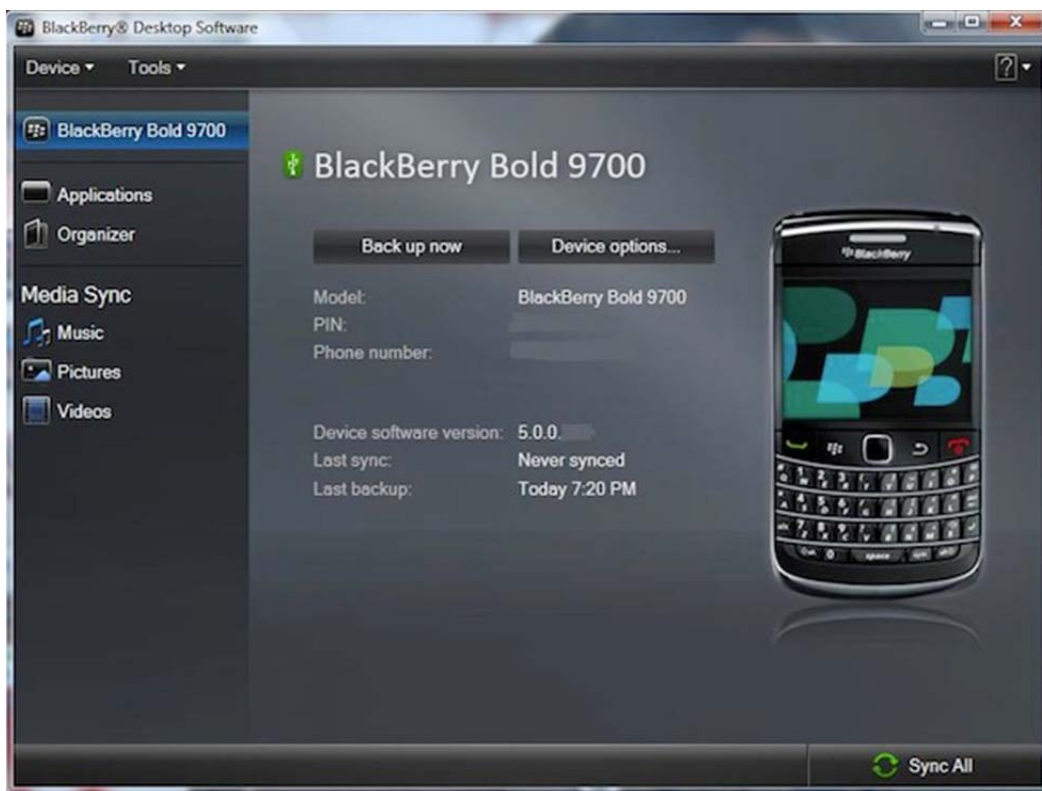 BlackBerry® Desktop Software
Device Tools ?
BlackBerry Bold 9700
Applications
Organizer
Media Sync
Music
Pictures
Videos
BlackBerry Bold 9700
Back up now Device options...
Model: BlackBerry Bold 9700
PIN:
Phone number:
Device software version: 5.0.0.
Last sync: Never synced
Last backup: Today 7:20 PM
BlackBerry
space
Sync All